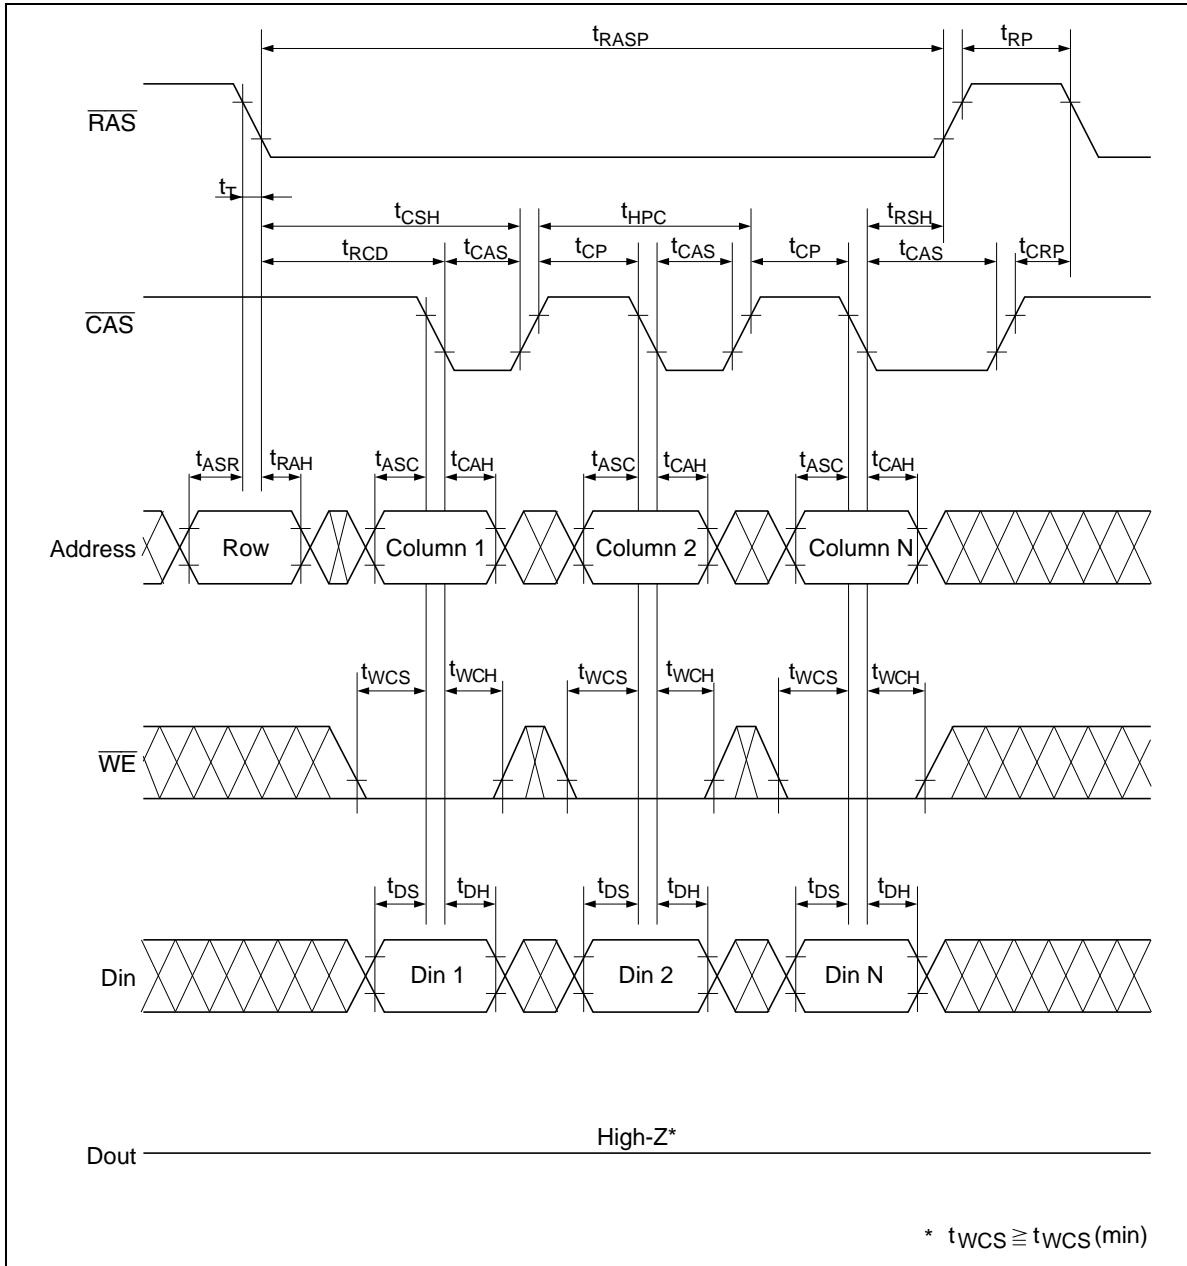 tRASP tRP
RAS
tT
tCSH tHPC tRSH
tRCD tCAS tCP tCAS tCP tCAS tCRP
CAS
tASR tRAH tASC tCAH tASC tCAH tASC tCAH
Address Row Column 1 Column 2 Column N
tWCS tWCH tWCS tWCH tWCS tWCH
WE
tDS tDH tDS tDH tDS tDH
Din Din 1 Din 2 Din N
High-Z*
Dout
* tWCS ≧ tWCS (min)